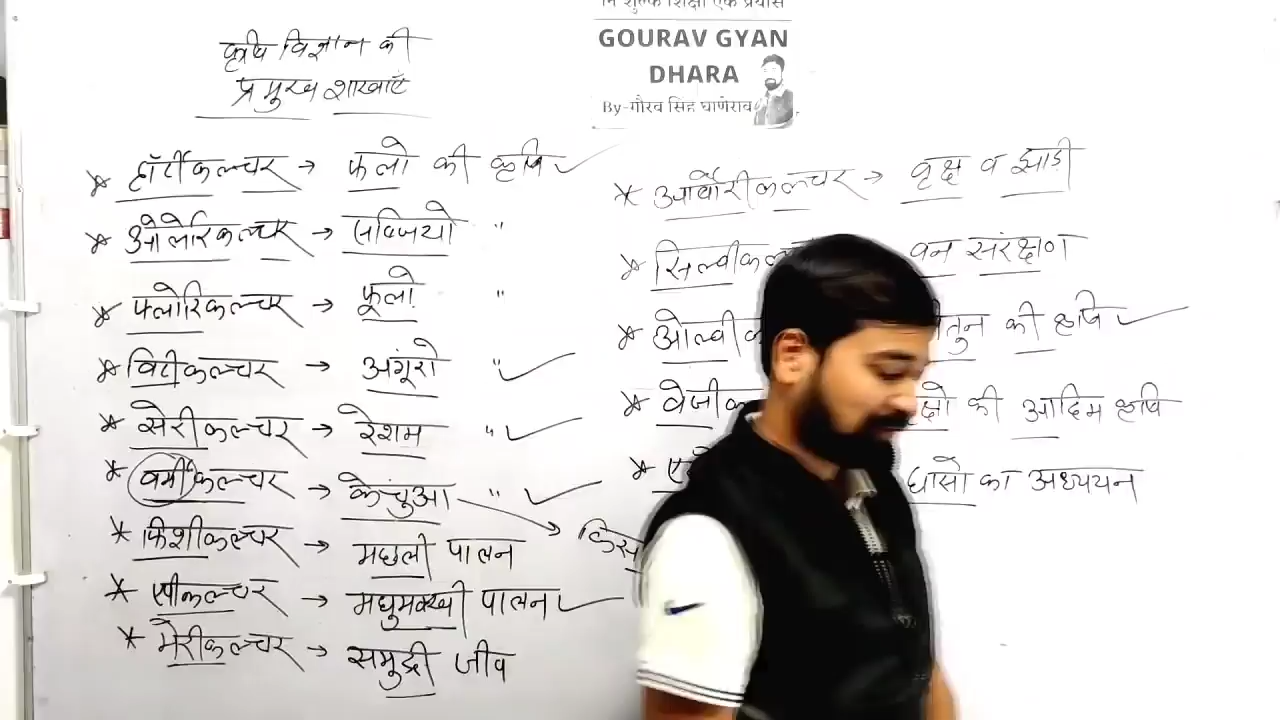 नि शुल्क शिक्षा एक प्रयास
GOURAV GYAN
DHARA
By-गौरव सिंह घाणेराव
कृषि विज्ञान की
प्रमुख शाखाएँ
* हॉर्टीकल्चर → फलो की कृषि ✓
* ओलेरिकल्चर → सब्जियो "
* फ्लोरिकल्चर → फूलो "
* विटीकल्चर → अंगूरो " ✓
* सेरीकल्चर → रेशम " ✓
* वर्मीकल्चर → केचुंआ " ✓
* फिशीकल्चर → मछली पालन
* एपीकल्चर → मधुमक्खी पालन ✓
* मेरीकल्चर → समुद्री जीव
* आर्बोरीकल्चर → वृक्ष व झाड़ी
* सिल्वीकल वन संरक्षण
* ओल्वीक तुन की कृषि ✓
* वेजीक क्षो की आदिम कृषि
* ए घासो का अध्ययन